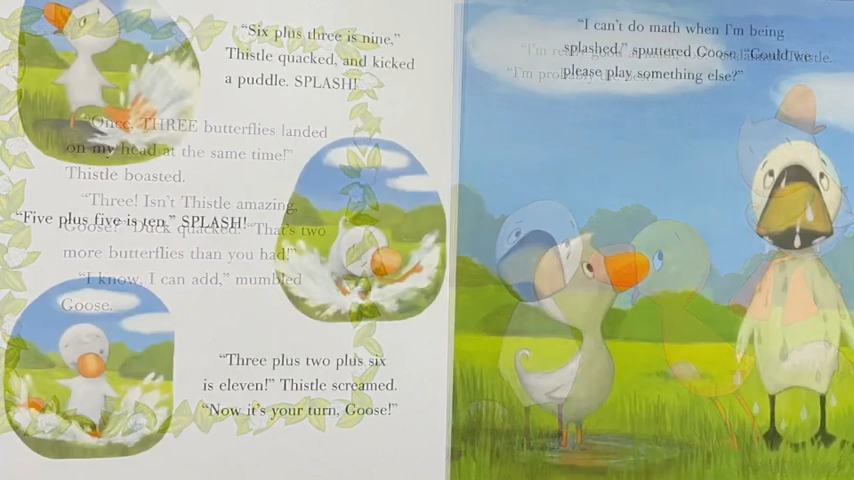 "Six plus three is nine,"
Thistle quacked, and kicked
a puddle. SPLASH!
"Once, THREE butterflies landed
on my head at the same time!"
Thistle boasted.
"Three! Isn't Thistle amazing,
"Five plus five is ten." SPLASH!
Goose?" Duck quacked. "That's two
more butterflies than you had!"
"I know, I can add," mumbled
Goose.
"Three plus two plus six
is eleven!" Thistle screamed.
"Now it's your turn, Goose!"
"I can't do math when I'm being
splashed," sputtered Goose. "Could we
please play something else?"
"I'm
"I'm probably the